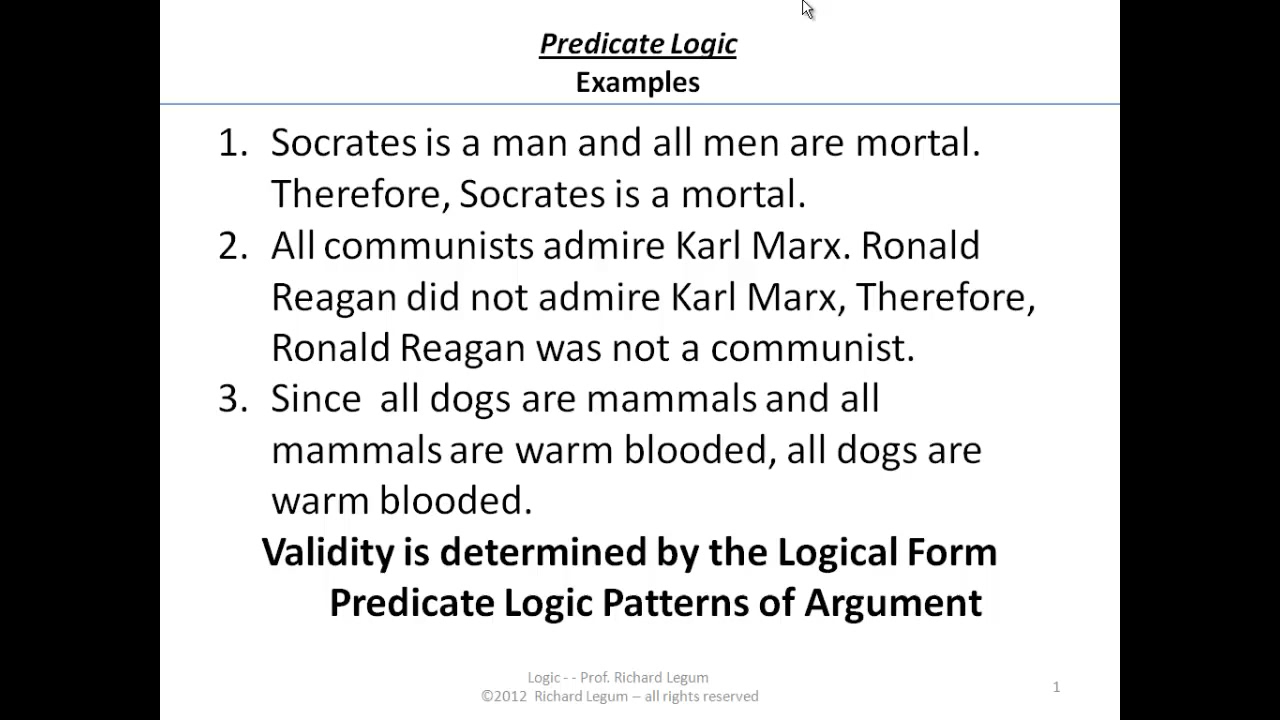 Predicate Logic
Examples
1. Socrates is a man and all men are mortal.
Therefore, Socrates is a mortal.
2. All communists admire Karl Marx. Ronald
Reagan did not admire Karl Marx, Therefore,
Ronald Reagan was not a communist.
3. Since  all dogs are mammals and all
mammals are warm blooded, all dogs are
warm blooded.
Validity is determined by the Logical Form
Predicate Logic Patterns of Argument
Logic - - Prof. Richard Legum
©2012  Richard Legum – all rights reserved
1